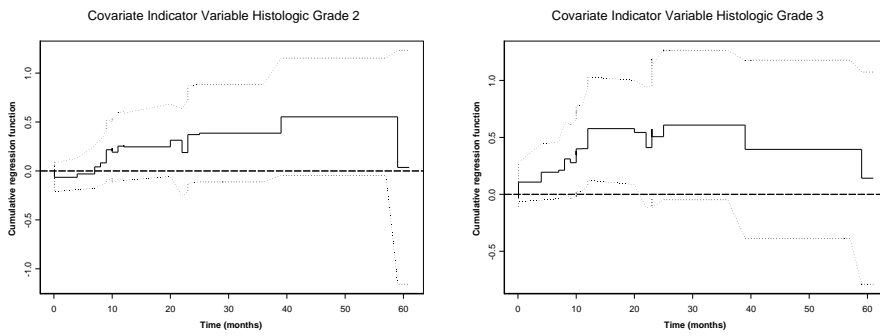 Covariate Indicator Variable Histologic Grade 2
Cumulative regression function
1.0
0.5
0.0
-0.5
-1.0
0 10 20 30 40 50 60
Time (months)
Covariate Indicator Variable Histologic Grade 3
Cumulative regression function
1.0
0.5
0.0
-0.5
0 10 20 30 40 50 60
Time (months)